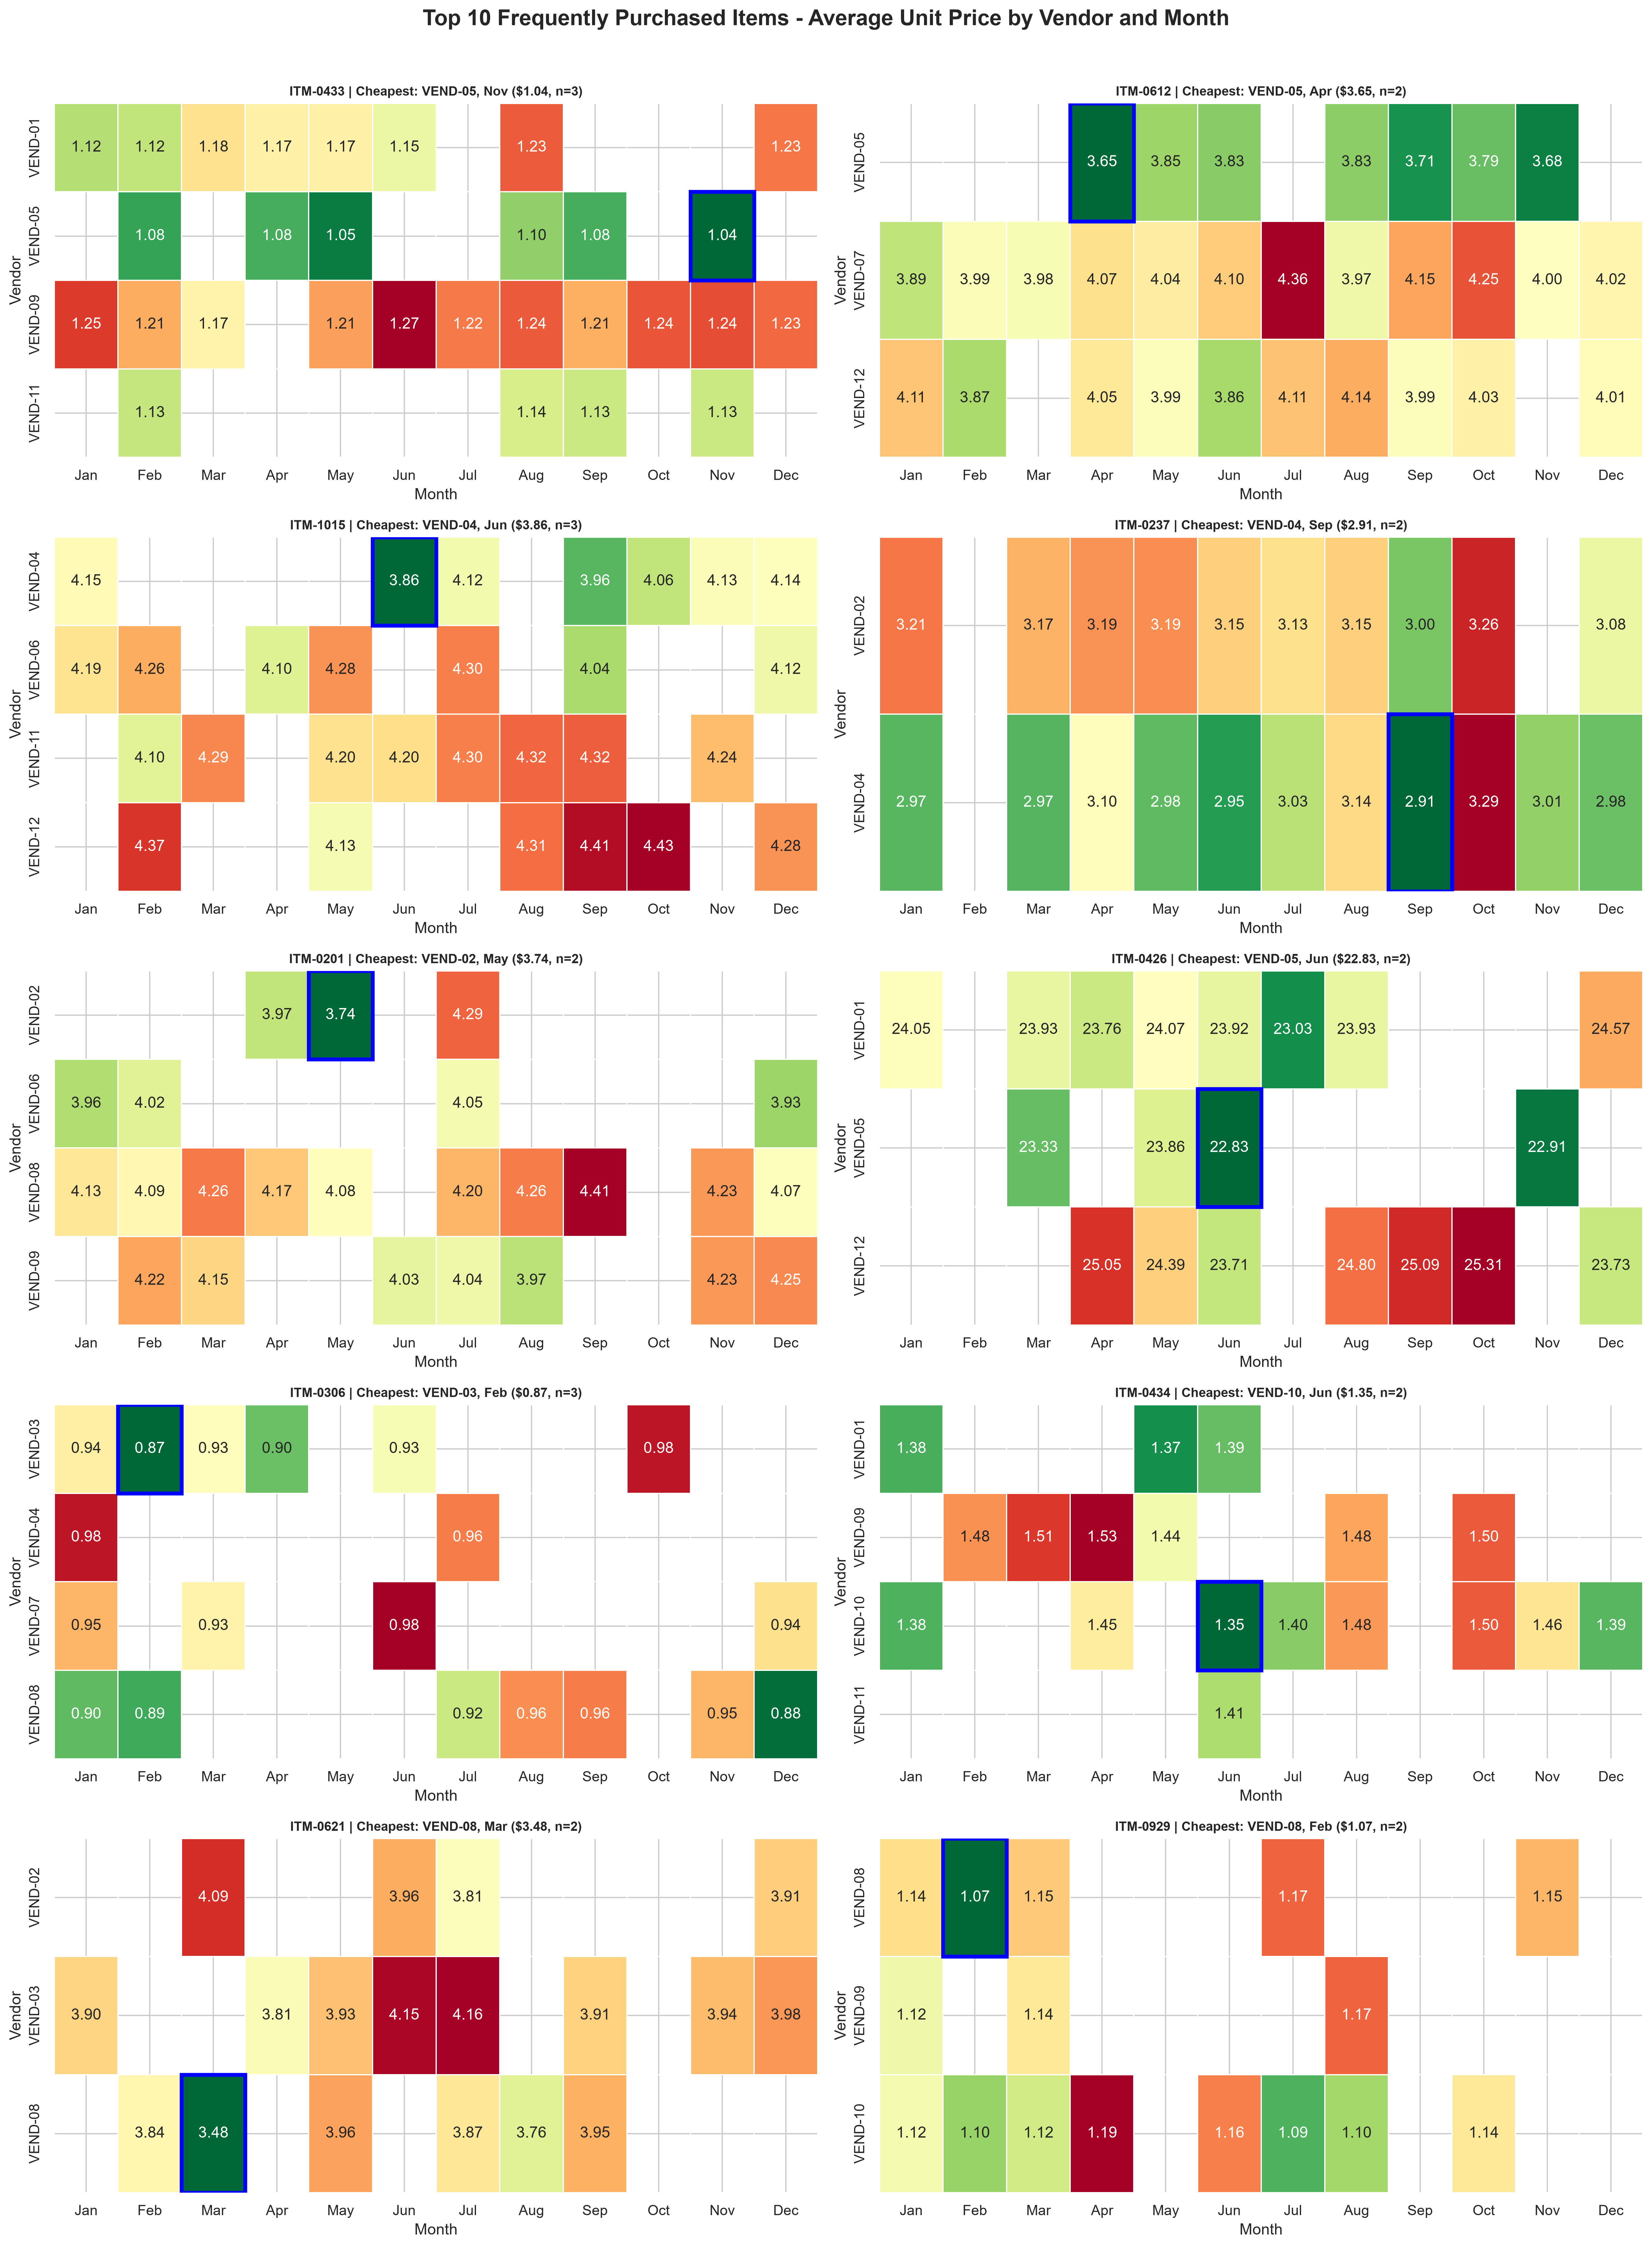 Top 10 Frequently Purchased Items - Average Unit Price by Vendor and Month
ITM-0433 | Cheapest: VEND-05, Nov ($1.04, n=3)
Vendor
VEND-01
1.12 1.12 1.18 1.17 1.17 1.15 1.23 1.23
VEND-05
1.08 1.08 1.05 1.10 1.08 1.04
VEND-09
1.25 1.21 1.17 1.21 1.27 1.22 1.24 1.21 1.24 1.24 1.23
VEND-11
1.13 1.14 1.13 1.13
Jan Feb Mar Apr May Jun Jul Aug Sep Oct Nov Dec
Month
ITM-0612 | Cheapest: VEND-05, Apr ($3.65, n=2)
Vendor
VEND-05
3.65 3.85 3.83 3.83 3.71 3.79 3.68
VEND-07
3.89 3.99 3.98 4.07 4.04 4.10 4.36 3.97 4.15 4.25 4.00 4.02
VEND-12
4.11 3.87 4.05 3.99 3.86 4.11 4.14 3.99 4.03 4.01
Jan Feb Mar Apr May Jun Jul Aug Sep Oct Nov Dec
Month
ITM-1015 | Cheapest: VEND-04, Jun ($3.86, n=3)
Vendor
VEND-04
4.15 3.86 4.12 3.96 4.06 4.13 4.14
VEND-06
4.19 4.26 4.10 4.28 4.30 4.04 4.12
VEND-11
4.10 4.29 4.20 4.20 4.30 4.32 4.32 4.24
VEND-12
4.37 4.13 4.31 4.41 4.43 4.28
Jan Feb Mar Apr May Jun Jul Aug Sep Oct Nov Dec
Month
ITM-0237 | Cheapest: VEND-04, Sep ($2.91, n=2)
Vendor
VEND-02
3.21 3.17 3.19 3.19 3.15 3.13 3.15 3.00 3.26 3.08
VEND-04
2.97 2.97 3.10 2.98 2.95 3.03 3.14 2.91 3.29 3.01 2.98
Jan Feb Mar Apr May Jun Jul Aug Sep Oct Nov Dec
Month
ITM-0201 | Cheapest: VEND-02, May ($3.74, n=2)
Vendor
VEND-02
3.97 3.74 4.29
VEND-06
3.96 4.02 4.05 3.93
VEND-08
4.13 4.09 4.26 4.17 4.08 4.20 4.26 4.41 4.23 4.07
VEND-09
4.22 4.15 4.03 4.04 3.97 4.23 4.25
Jan Feb Mar Apr May Jun Jul Aug Sep Oct Nov Dec
Month
ITM-0426 | Cheapest: VEND-05, Jun ($22.83, n=2)
Vendor
VEND-01
24.05 23.93 23.76 24.07 23.92 23.03 23.93 24.57
VEND-05
23.33 23.86 22.83 22.91
VEND-12
25.05 24.39 23.71 24.80 25.09 25.31 23.73
Jan Feb Mar Apr May Jun Jul Aug Sep Oct Nov Dec
Month
ITM-0306 | Cheapest: VEND-03, Feb ($0.87, n=3)
Vendor
VEND-03
0.94 0.87 0.93 0.90 0.93 0.98
VEND-04
0.98 0.96
VEND-07
0.95 0.93 0.98 0.94
VEND-08
0.90 0.89 0.92 0.96 0.96 0.95 0.88
Jan Feb Mar Apr May Jun Jul Aug Sep Oct Nov Dec
Month
ITM-0434 | Cheapest: VEND-10, Jun ($1.35, n=2)
Vendor
VEND-01
1.38 1.37 1.39
VEND-09
1.48 1.51 1.53 1.44 1.48 1.50
VEND-10
1.38 1.45 1.35 1.40 1.48 1.50 1.46 1.39
VEND-11
1.41
Jan Feb Mar Apr May Jun Jul Aug Sep Oct Nov Dec
Month
ITM-0621 | Cheapest: VEND-08, Mar ($3.48, n=2)
Vendor
VEND-02
4.09 3.96 3.81 3.91
VEND-03
3.90 3.81 3.93 4.15 4.16 3.91 3.94 3.98
VEND-08
3.84 3.48 3.96 3.87 3.76 3.95
Jan Feb Mar Apr May Jun Jul Aug Sep Oct Nov Dec
Month
ITM-0929 | Cheapest: VEND-08, Feb ($1.07, n=2)
Vendor
VEND-08
1.14 1.07 1.15 1.17 1.15
VEND-09
1.12 1.14 1.17
VEND-10
1.12 1.10 1.12 1.19 1.16 1.09 1.10 1.14
Jan Feb Mar Apr May Jun Jul Aug Sep Oct Nov Dec
Month